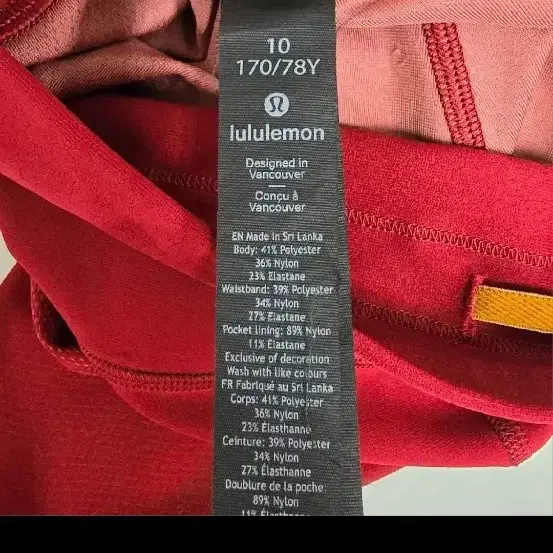 10
170/78Y
lululemon
Designed in
Vancouver
Conçu à
Vancouver
EN Made in Sri Lanka
Body: 41% Polyester
36% Nylon
23% Elastane
Waistband: 39% Polyester
34% Nylon
27% Elastane
Pocket lining: 89% Nylon
11% Elastane
Exclusive of decoration
Wash with like colours
FR Fabriqué au Sri Lanka
Corps: 41% Polyester
36% Nylon
23% Élasthanne
Ceinture: 39% Polyester
34% Nylon
27% Élasthanne
Doublure de la poche:
89% Nylon
11% Élasthanne